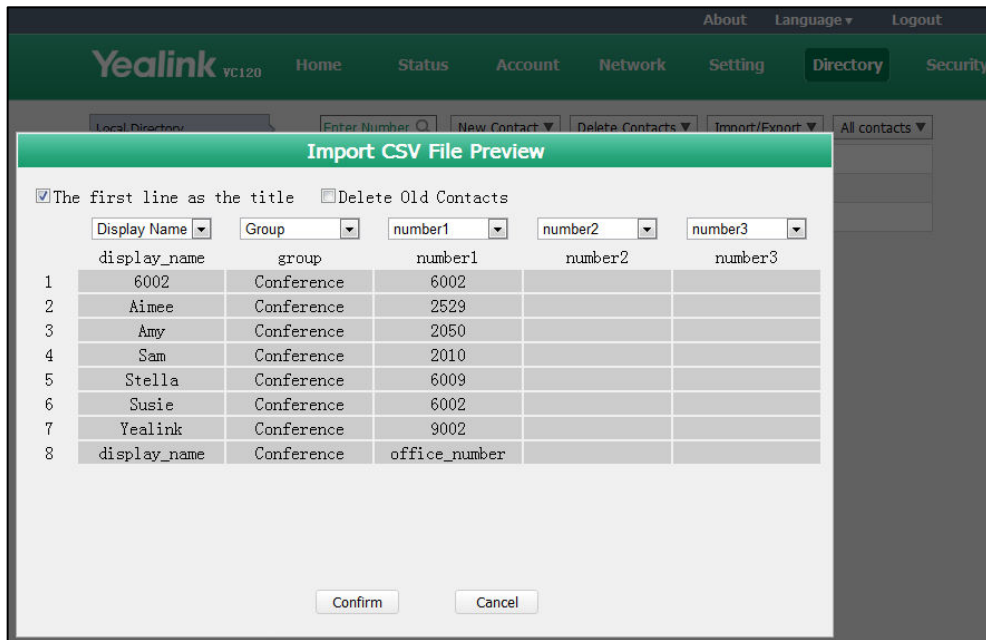 About Language ▾ Logout
Yealink VC120 Home Status Account Network Setting Directory Security
Local Directory Enter Number New Contact ▼ Delete Contacts ▼ Import/Export ▼ All contacts ▼
Import CSV File Preview
The first line as the title Delete Old Contacts
Display Name Group number1 number2 number3
display_name group number1 number2 number3
1 6002 Conference 6002
2 Aimee Conference 2529
3 Amy Conference 2050
4 Sam Conference 2010
5 Stella Conference 6009
6 Susie Conference 6002
7 Yealink Conference 9002
8 display_name Conference office_number
Confirm Cancel